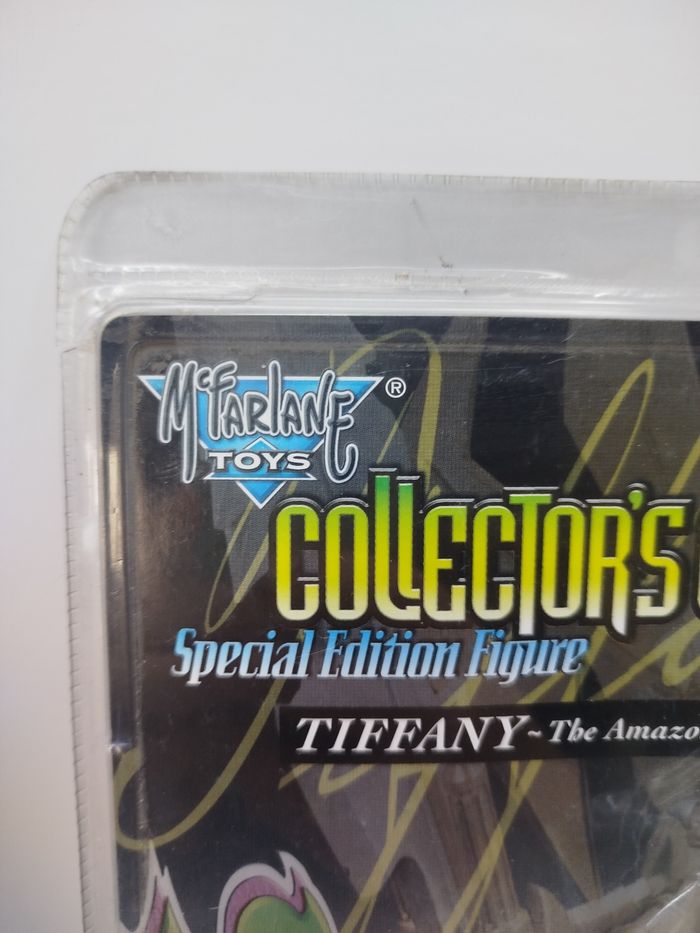 McFARLANE ®
TOYS
COLLECTOR'S
Special Edition Figure
TIFFANY~The Amazo